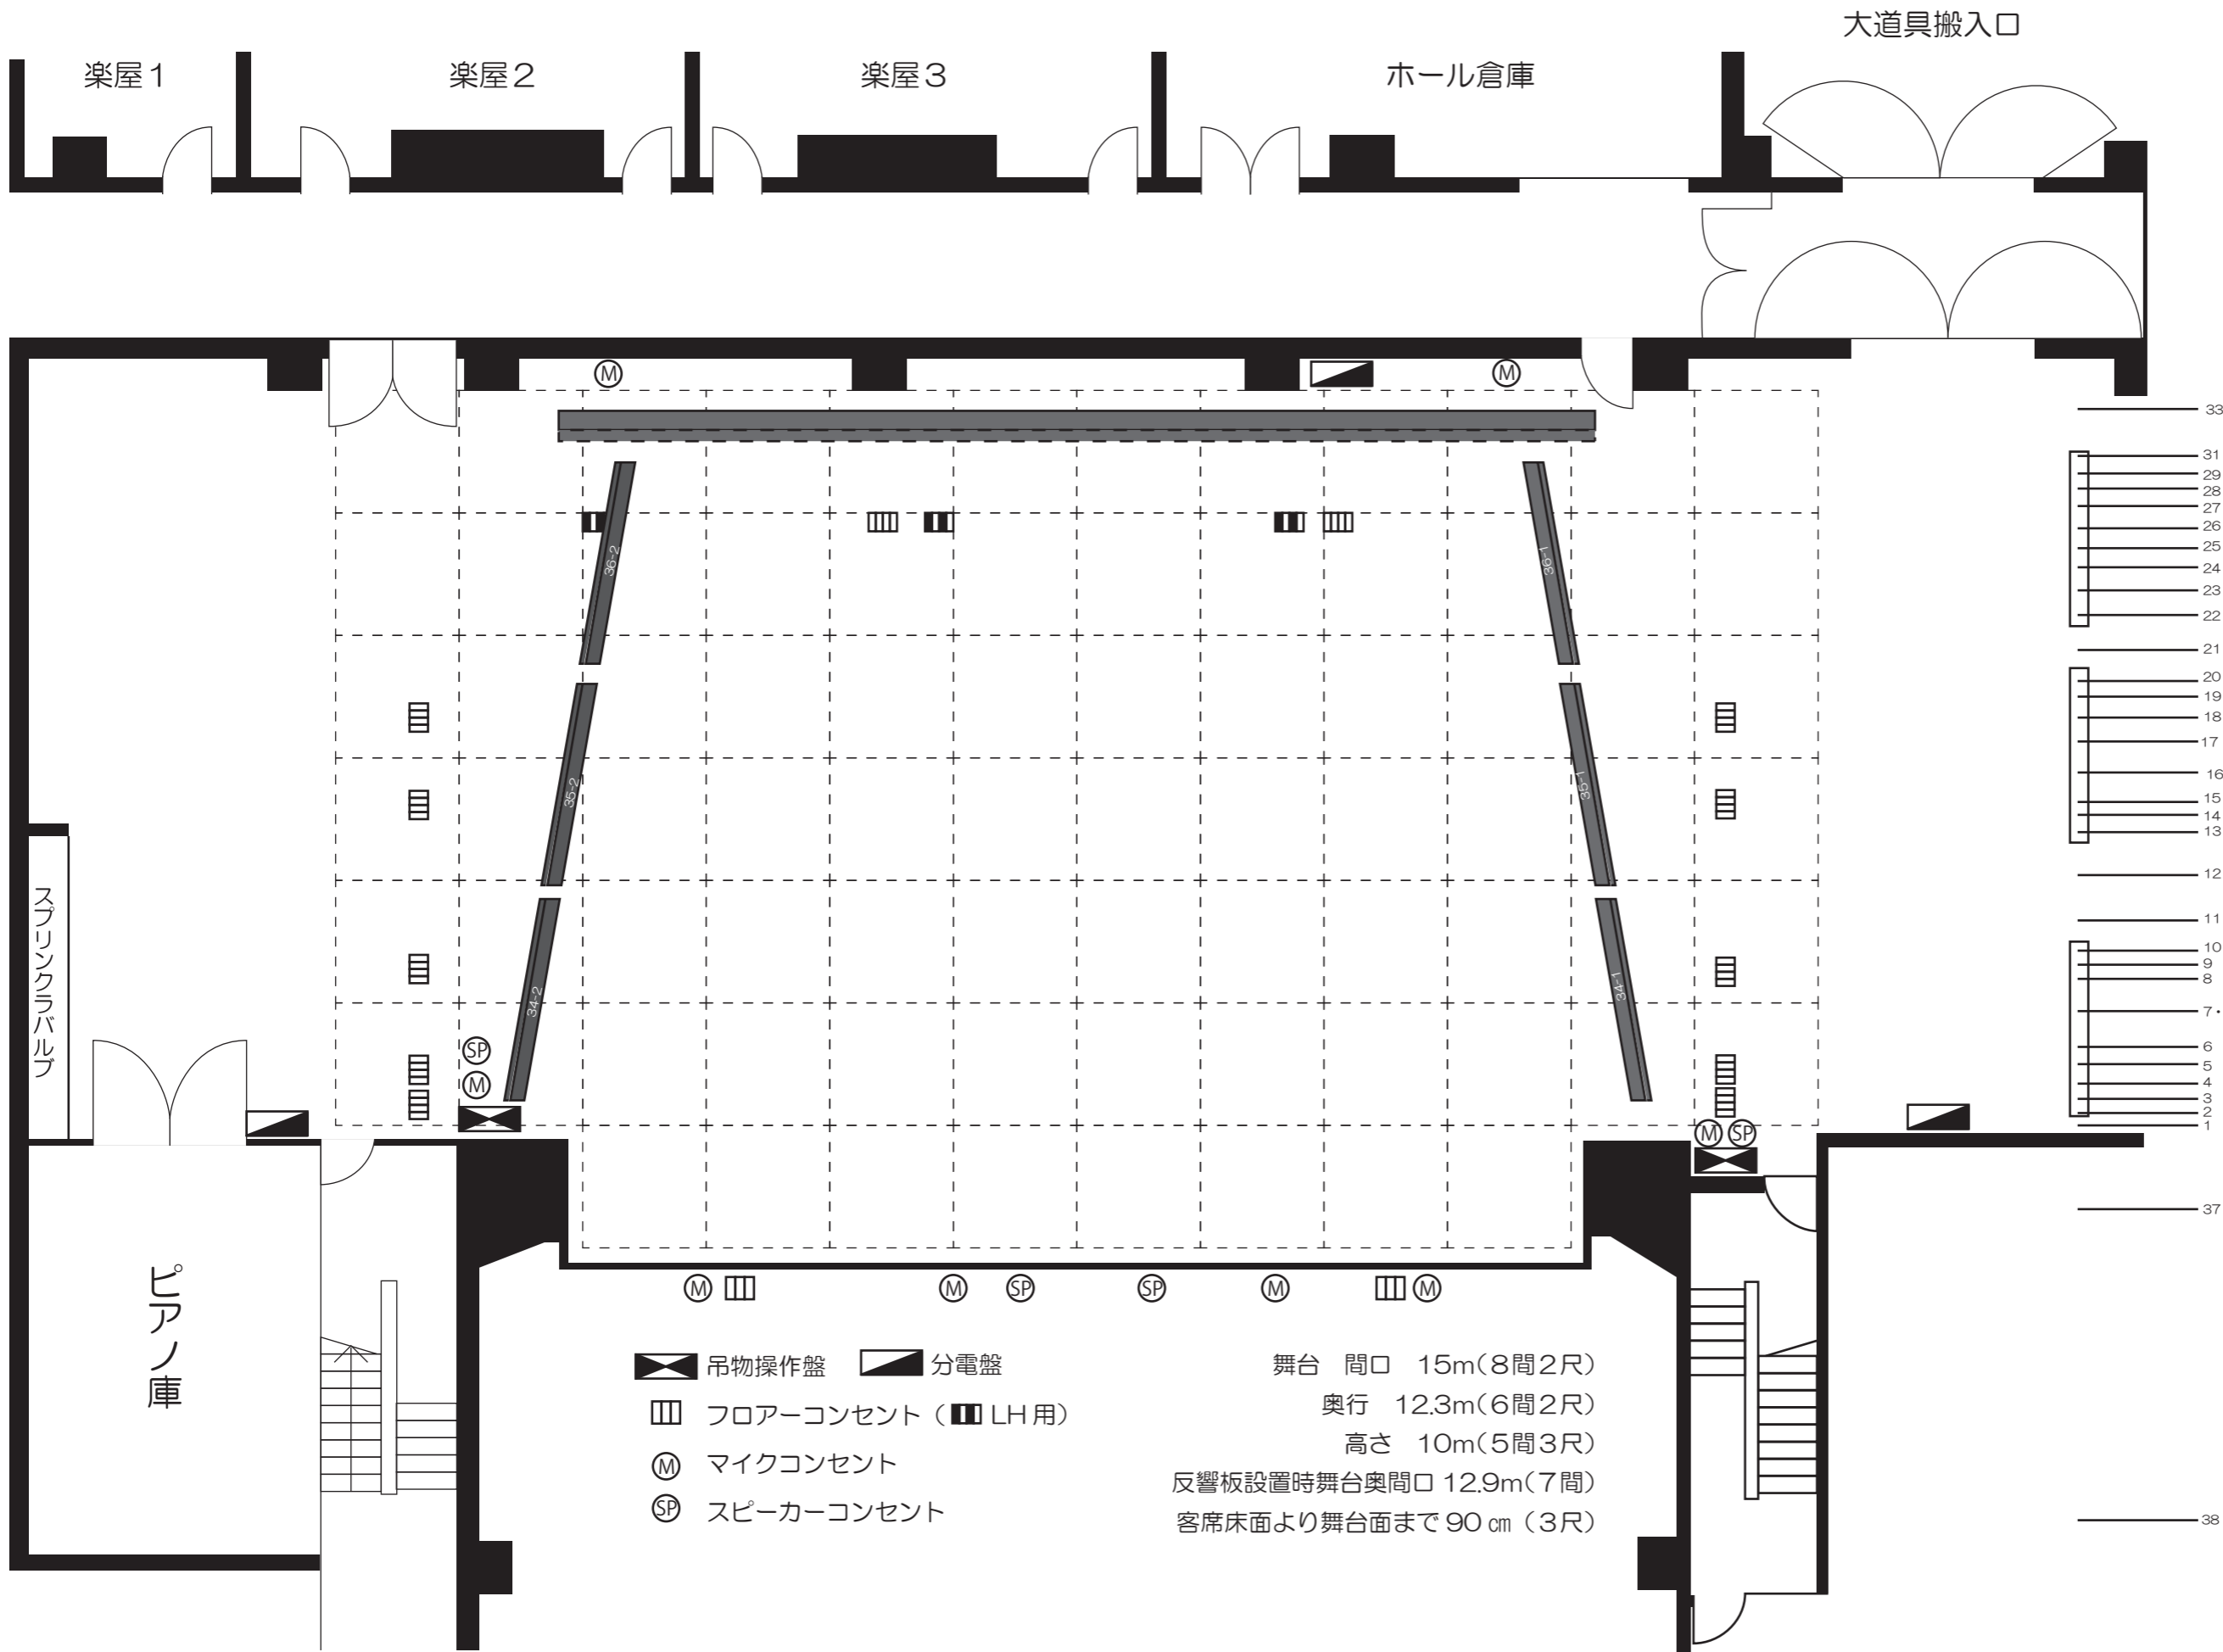 大道具搬入口
楽屋1
楽屋2
楽屋3
ホール倉庫
M
M
33
31
29
28
27
26
25
24
23
22
21
20
19
18
17
16
15
14
13
12
11
10
9
8
7・
6
5
4
3
2
1
37
38
36-2
36-1
35-2
35-1
34-2
34-1
スプリンクラバルブ
SP
M
M SP
ピアノ庫
M M SP SP M M
吊物操作盤 分電盤
フロアーコンセント(LH用)
M マイクコンセント
SP スピーカーコンセント
舞台 間口 15m(8間2尺)
奥行 12.3m(6間2尺)
高さ 10m(5間3尺)
反響板設置時舞台奥間口 12.9m(7間)
客席床面より舞台面まで 90 ㎝(3尺)